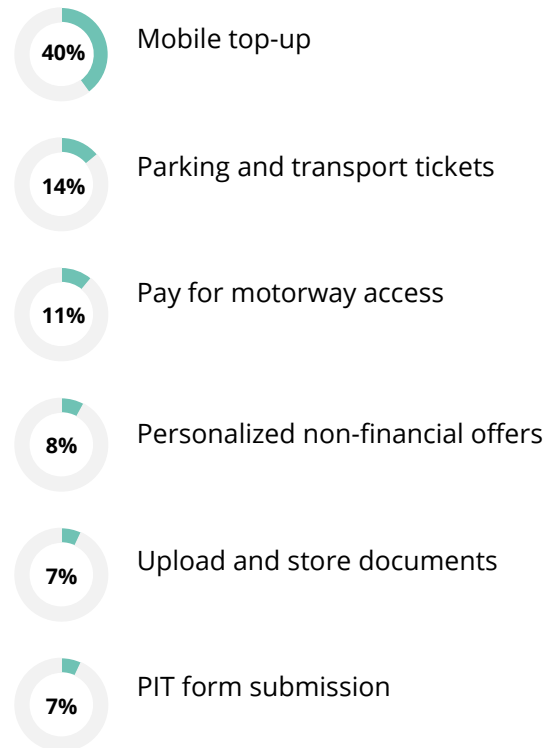 40% Mobile top-up
14% Parking and transport tickets
11% Pay for motorway access
8% Personalized non-financial offers
7% Upload and store documents
7% PIT form submission